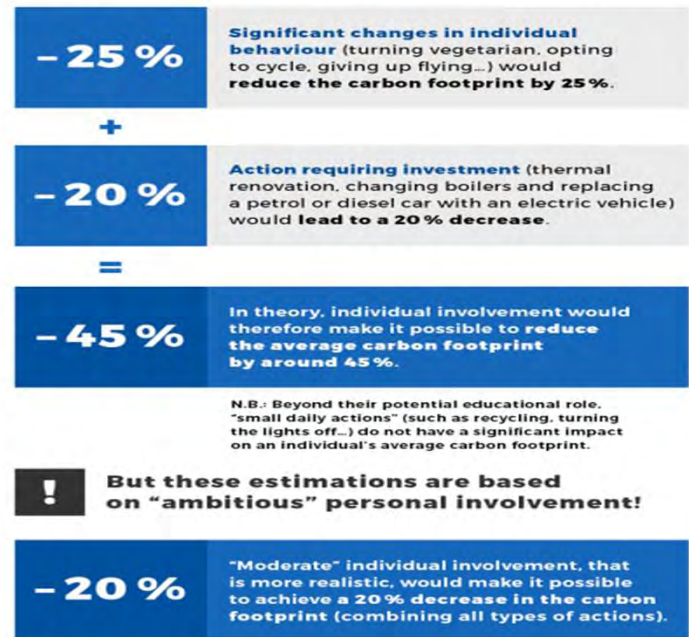 – 25 %
Significant changes in individual
behaviour (turning vegetarian, opting
to cycle, giving up flying…) would
reduce the carbon footprint by 25 %.
+
– 20 %
Action requiring investment (thermal
renovation, changing boilers and replacing
a petrol or diesel car with an electric vehicle)
would lead to a 20 % decrease.
=
– 45 %
In theory, individual involvement would
therefore make it possible to reduce
the average carbon footprint
by around 45 %.
N.B.: Beyond their potential educational role,
"small daily actions" (such as recycling, turning
the lights off…) do not have a significant impact
on an individual's average carbon footprint.
!
But these estimations are based
on "ambitious" personal involvement!
– 20 %
"Moderate" individual involvement, that
is more realistic, would make it possible
to achieve a 20 % decrease in the carbon
footprint (combining all types of actions).